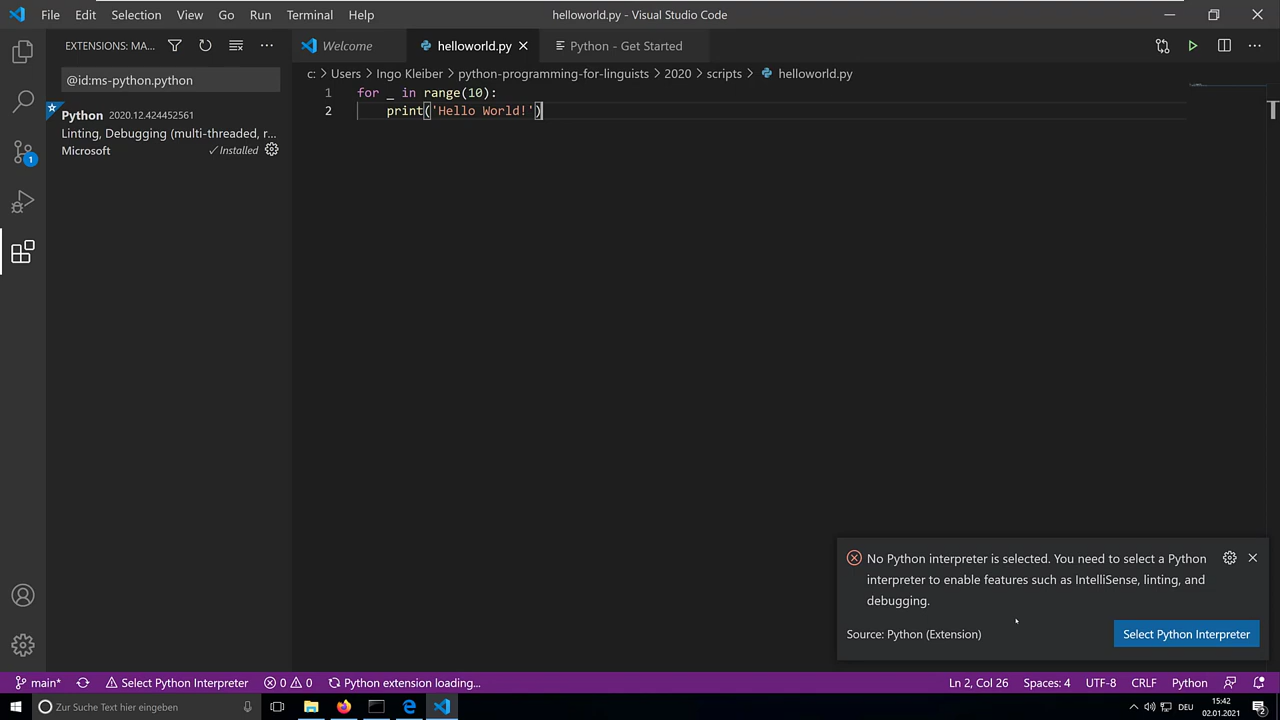 File Edit Selection View Go Run Terminal Help helloworld.py - Visual Studio Code
EXTENSIONS: MA... Welcome helloworld.py Python - Get Started
@id:ms-python.python
c: > Users > Ingo Kleiber > python-programming-for-linguists > 2020 > scripts > helloworld.py
1 for _ in range(10):
2 print('Hello World!')
Python 2020.12.424452561
Linting, Debugging (multi-threaded, r...
Microsoft ✓Installed
1
No Python interpreter is selected. You need to select a Python
interpreter to enable features such as IntelliSense, linting, and
debugging.
Source: Python (Extension) Select Python Interpreter
main* Select Python Interpreter 0 0 Python extension loading... Ln 2, Col 26 Spaces: 4 UTF-8 CRLF Python
Zur Suche Text hier eingeben DEU 15:42
02.01.2021 2